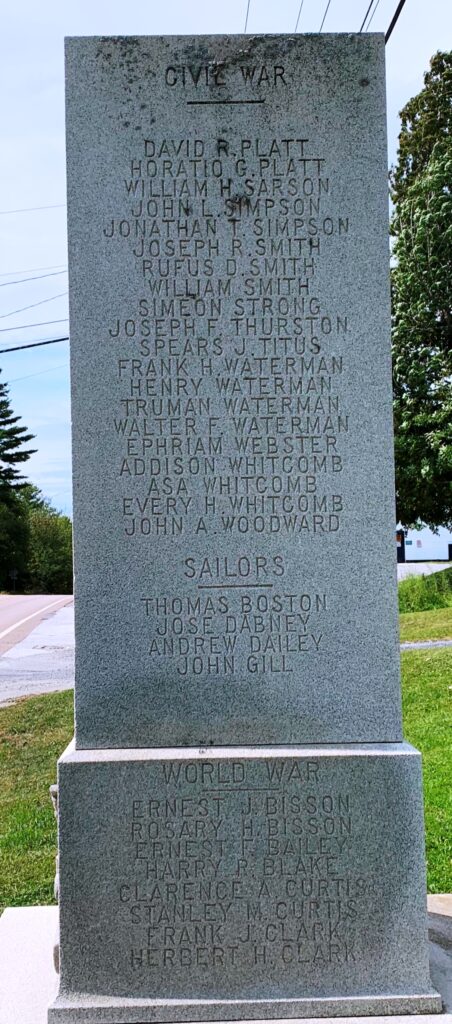 CIVIL WAR
DAVID R. PLATT
HORATIO G. PLATT
WILLIAM H. SARSON
JOHN L. SIMPSON
JONATHAN T. SIMPSON
JOSEPH R. SMITH
RUFUS D. SMITH
WILLIAM SMITH
SIMEON STRONG
JOSEPH F. THURSTON
SPEARS J. TITUS
FRANK H. WATERMAN
HENRY WATERMAN
TRUMAN WATERMAN
WALTER F. WATERMAN
EPHRIAM WEBSTER
ADDISON WHITCOMB
ASA WHITCOMB
EVERY H. WHITCOMB
JOHN A. WOODWARD
SAILORS
THOMAS BOSTON
JOSE DABNEY
ANDREW DAILEY
JOHN GILL
WORLD WAR
ERNEST J. BISSON
ROSARY H. BISSON
ERNEST F. BAILEY
HARRY P. BLAKE
CLARENCE A. CURTIS
STANLEY M. CURTIS
FRANK J. CLARK
HERBERT H. CLARK